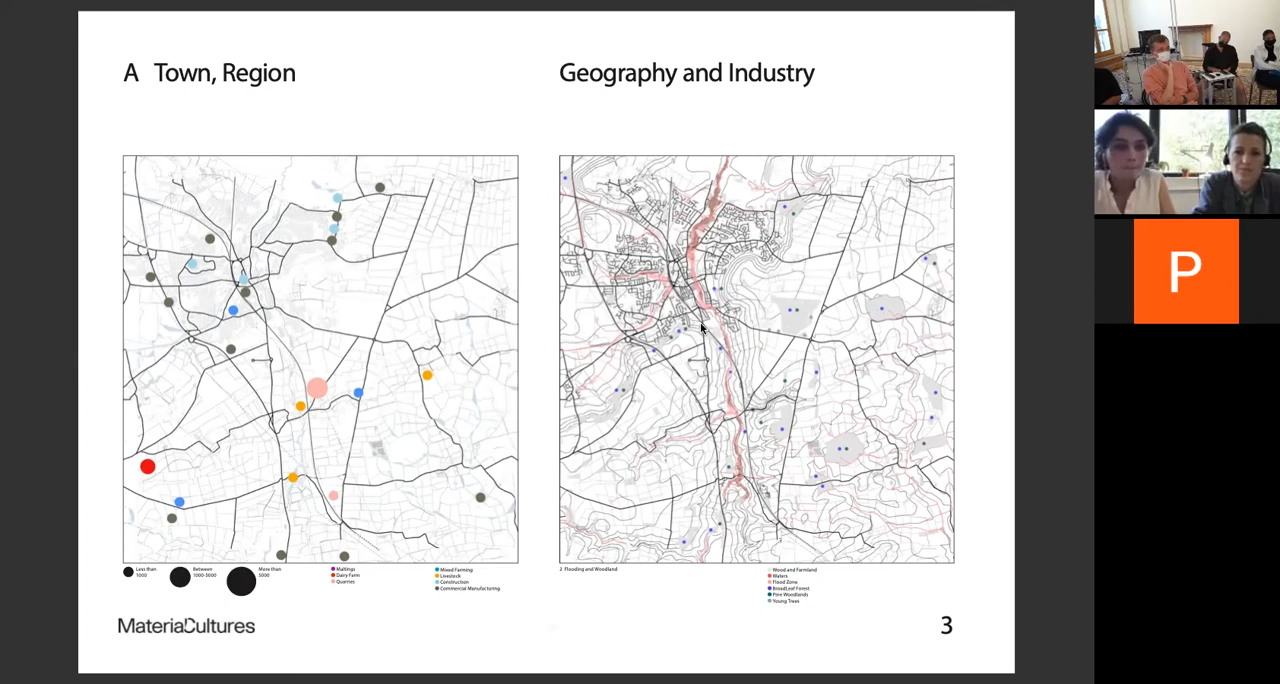 A Town, Region
Geography and Industry
Less than
1000
Between
1000-5000
More than
5000
Maltings
Dairy Farm
Quarries
Mixed Farming
Livestock
Construction
Commercial Manufacturing
2 Flooding and Woodland
Wood and Farmland
Waters
Flood Zone
BroadLeaf Forest
Pine Woodlands
Young Trees
MaterialCultures
3
P